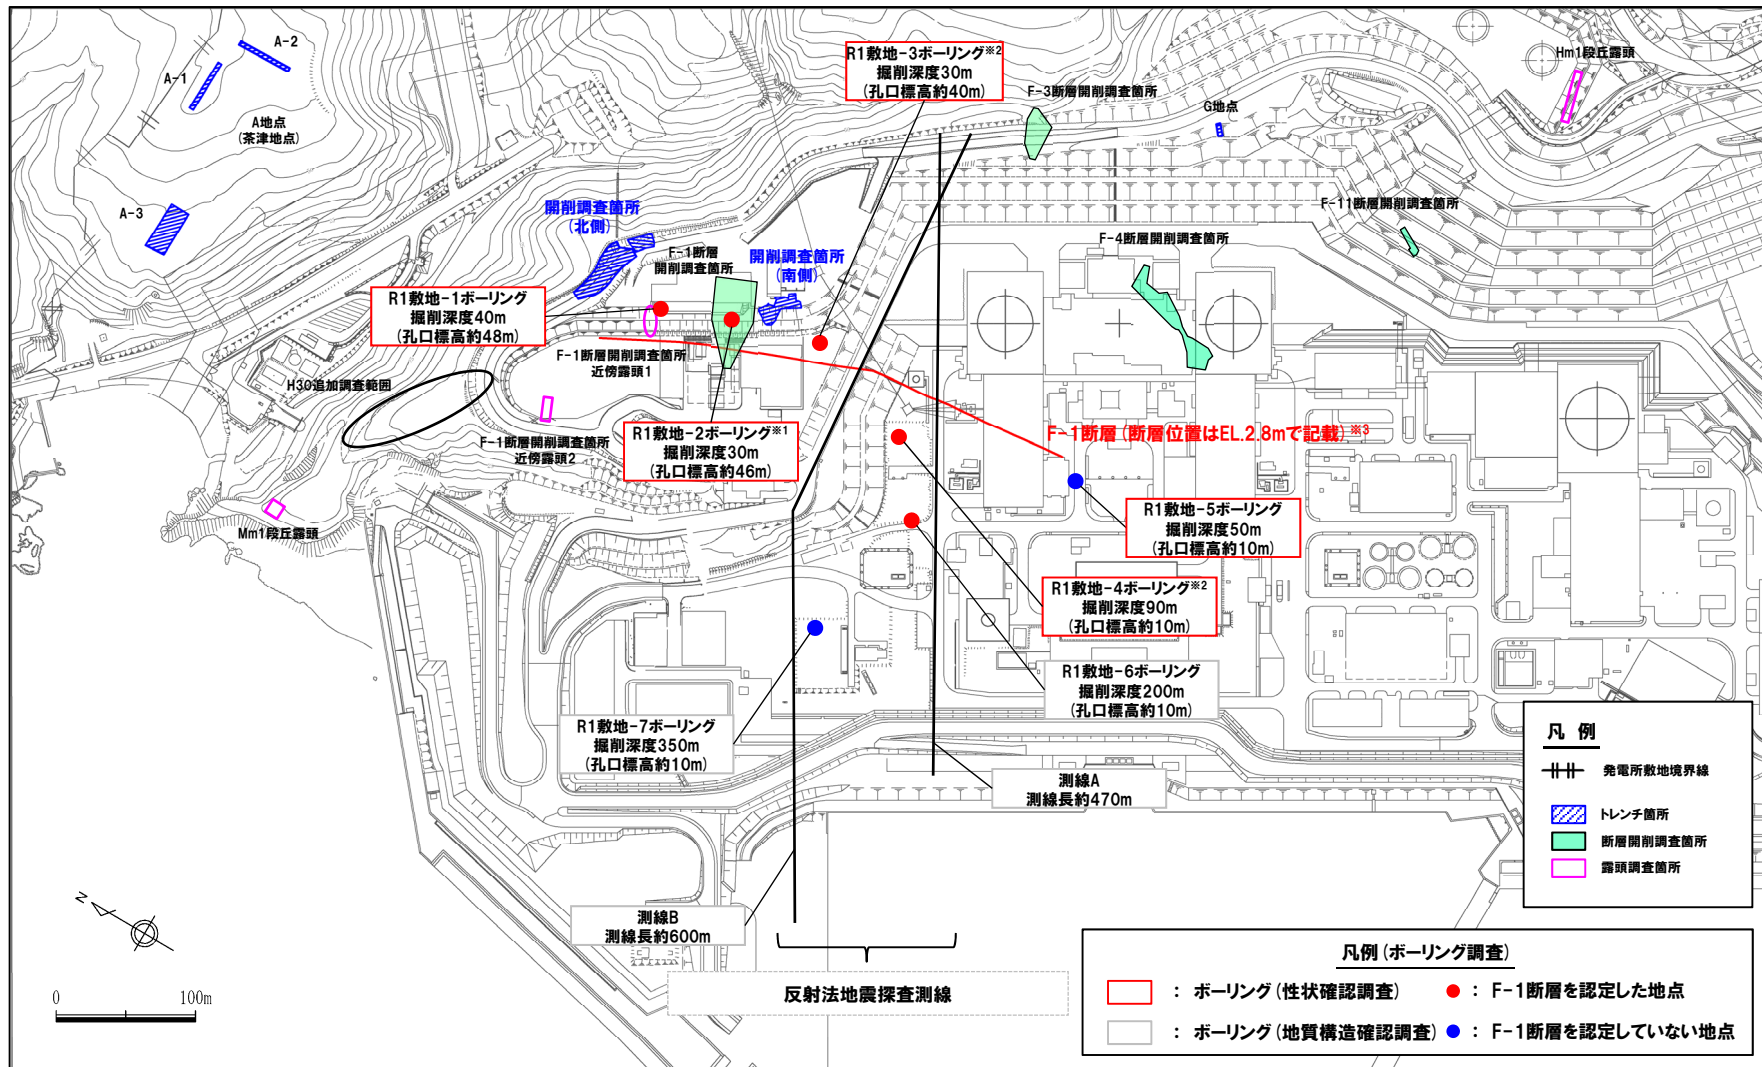 A-2
A-1
A地点
(茶津地点)
A-3
R1敷地-3ボーリング※2
掘削深度30m
(孔口標高約40m)
F-3断層開削調査箇所
G地点
Hm1段丘露頭
F-11断層開削調査箇所
F-4断層開削調査箇所
開削調査箇所
(北側)
F-1断層
開削調査箇所
開削調査箇所
(南側)
R1敷地-1ボーリング
掘削深度40m
(孔口標高約48m)
F-1断層開削調査箇所
近傍露頭1
H30追加調査範囲
F-1断層開削調査箇所
近傍露頭2
R1敷地-2ボーリング※1
掘削深度30m
(孔口標高約46m)
F-1断層(断層位置はEL.2.8mで記載)※3
Mm1段丘露頭
R1敷地-5ボーリング
掘削深度50m
(孔口標高約10m)
R1敷地-4ボーリング※2
掘削深度90m
(孔口標高約10m)
R1敷地-6ボーリング
掘削深度200m
(孔口標高約10m)
R1敷地-7ボーリング
掘削深度350m
(孔口標高約10m)
測線A
測線長約470m
測線B
測線長約600m
反射法地震探査測線
N
0 100m
凡 例
発電所敷地境界線
トレンチ箇所
断層開削調査箇所
露頭調査箇所
凡例(ボーリング調査)
: ボーリング(性状確認調査)
: F-1断層を認定した地点
: ボーリング(地質構造確認調査)
: F-1断層を認定していない地点